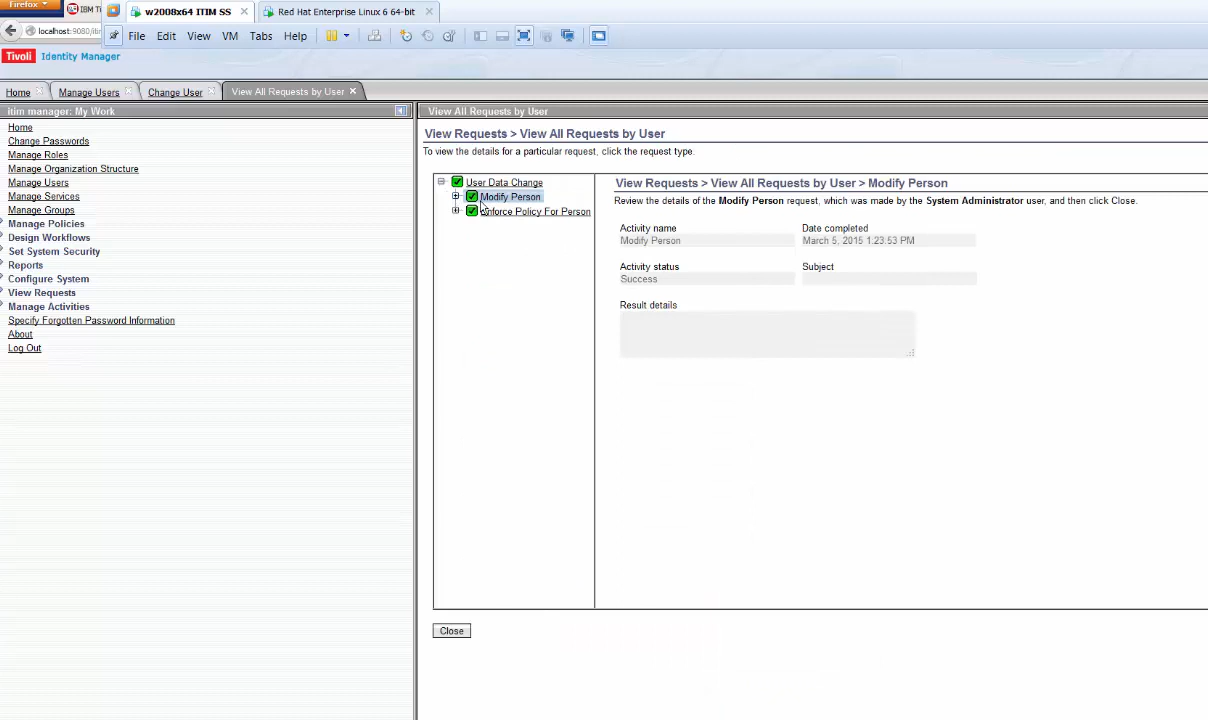 Firefox
IBM Ti
w2008x64 ITIM SS
Red Hat Enterprise Linux 6 64-bit
localhost:9080/iti
File Edit View VM Tabs Help
Tivoli Identity Manager
Home Manage Users Change User View All Requests by User
itim manager: My Work
Home
Change Passwords
Manage Roles
Manage Organization Structure
Manage Users
Manage Services
Manage Groups
Manage Policies
Design Workflows
Set System Security
Reports
Configure System
View Requests
Manage Activities
Specify Forgotten Password Information
About
Log Out
View All Requests by User
View Requests > View All Requests by User
To view the details for a particular request, click the request type.
User Data Change
Modify Person
Enforce Policy For Person
View Requests > View All Requests by User > Modify Person
Review the details of the Modify Person request, which was made by the System Administrator user, and then click Close.
Activity name Date completed
Modify Person March 5, 2015 1:23:53 PM
Activity status Subject
Success
Result details
Close